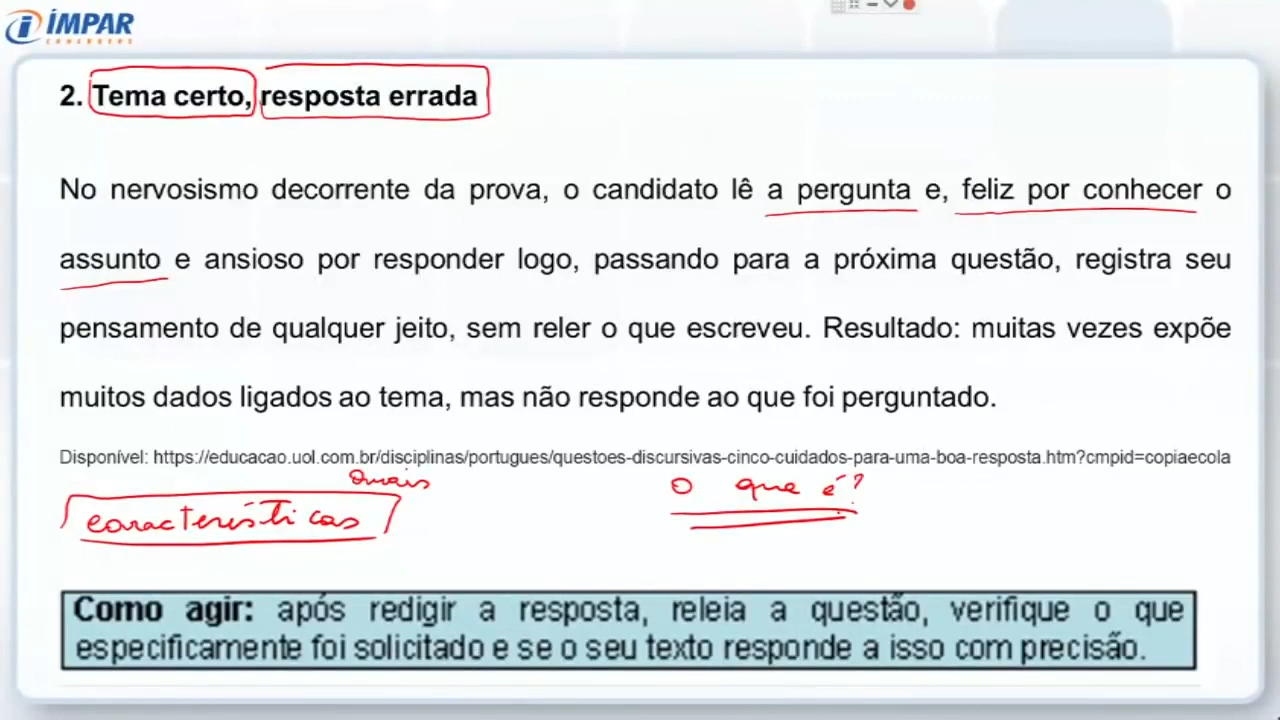 ÍMPAR
CONCURSOS
2. Tema certo, resposta errada
No nervosismo decorrente da prova, o candidato lê a pergunta e, feliz por conhecer o
assunto e ansioso por responder logo, passando para a próxima questão, registra seu
pensamento de qualquer jeito, sem reler o que escreveu. Resultado: muitas vezes expõe
muitos dados ligados ao tema, mas não responde ao que foi perguntado.
Disponível: https://educacao.uol.com.br/disciplinas/portugues/questoes-discursivas-cinco-cuidados-para-uma-boa-resposta.htm?cmpid=copiaecola
Quais
características
O que é?
Como agir: após redigir a resposta, releia a questão, verifique o que
especificamente foi solicitado e se o seu texto responde a isso com precisão.